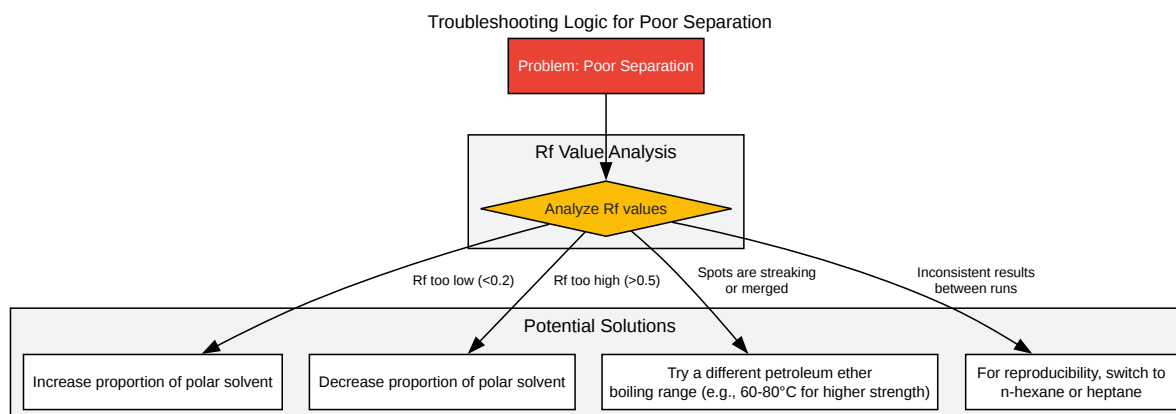 Troubleshooting Logic for Poor Separation
Problem: Poor Separation
Rf Value Analysis
Analyze Rf values
Rf too low (<0.2)
Rf too high (>0.5)
Spots are streaking
or merged
Inconsistent results
between runs
Potential Solutions
Increase proportion of polar solvent
Decrease proportion of polar solvent
Try a different petroleum ether
boiling range (e.g., 60-80°C for higher strength)
For reproducibility, switch to
n-hexane or heptane